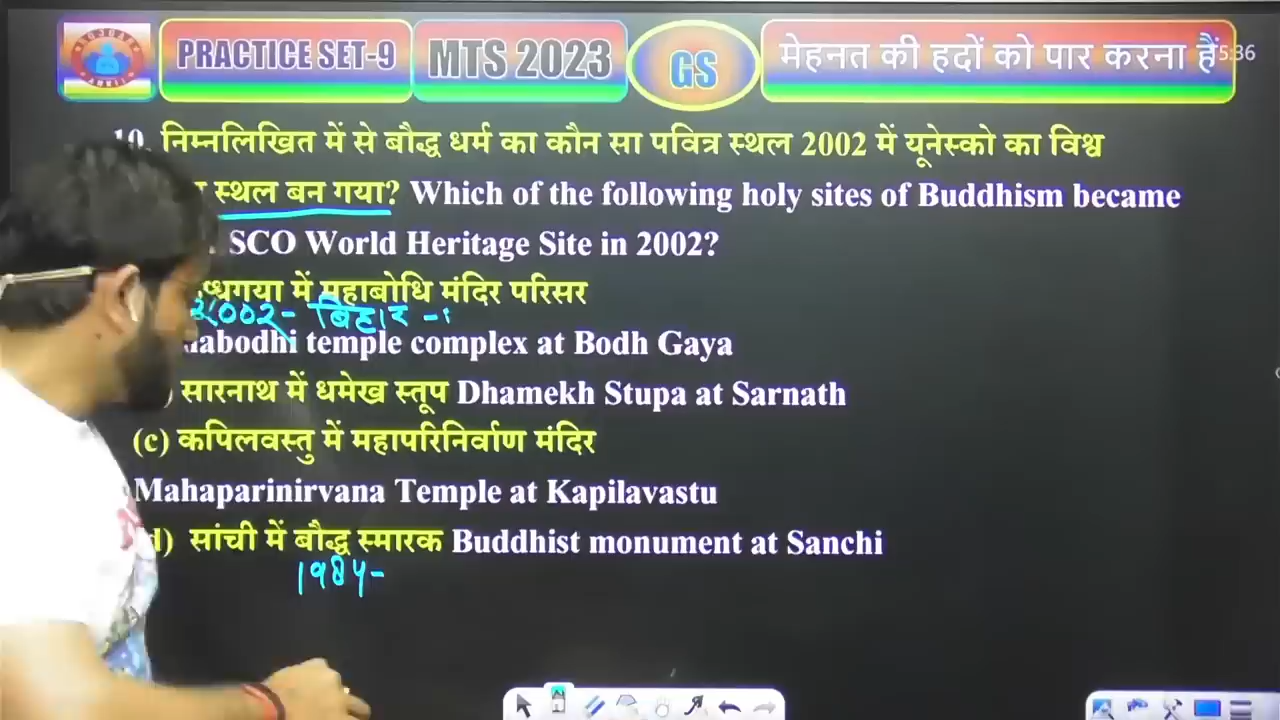 PRACTICE SET-9 MTS 2023 GS मेहनत की हदों को पार करना हैं 5:36
10. निम्नलिखित में से बौद्ध धर्म का कौन सा पवित्र स्थल 2002 में यूनेस्को का विश्व
स्थल बन गया? Which of the following holy sites of Buddhism became
SCO World Heritage Site in 2002?
में महाबोधि मंदिर परिसर
2002- बिहार -
temple complex at Bodh Gaya
) सारनाथ में धमेख स्तूप Dhamekh Stupa at Sarnath
(c) कपिलवस्तु में महापरिनिर्वाण मंदिर
Mahaparinirvana Temple at Kapilavastu
d) सांची में बौद्ध स्मारक Buddhist monument at Sanchi